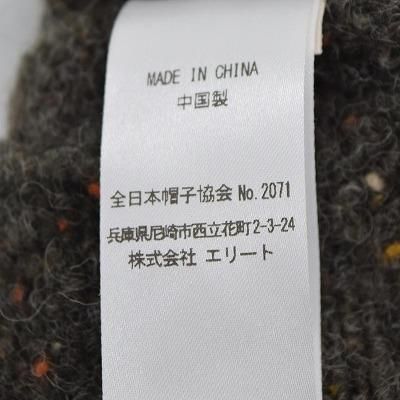 MADE IN CHINA
中国製
全日本帽子協会 No.2071
兵庫県尼崎市西立花町2-3-24
株式会社 エリート